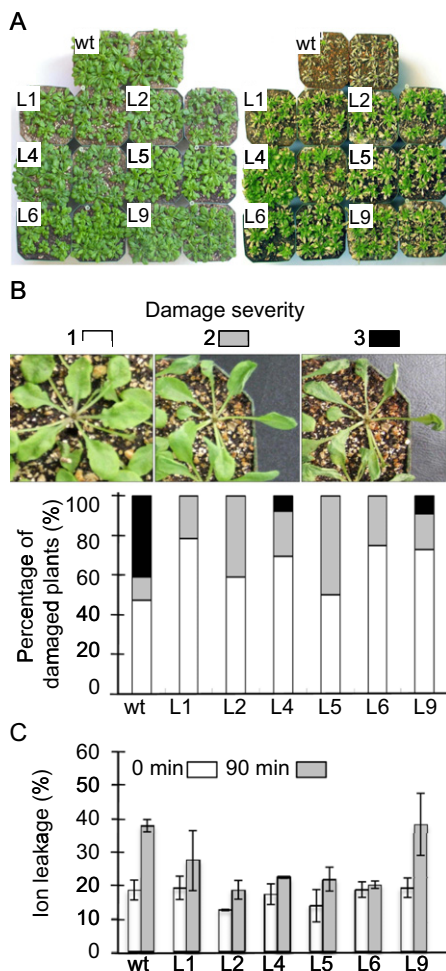 A
wt wt
L1 L2 L1 L2
L4 L5 L4 L5
L6 L9 L6 L9
B
Damage severity
1 2 3
Percentage of
damaged plants (%)
100
80
60
40
20
0
wt L1 L2 L4 L5 L6 L9
C
Ion leakage (%)
60
50
40
30
20
10
0
0 min 90 min
wt L1 L2 L4 L5 L6 L9